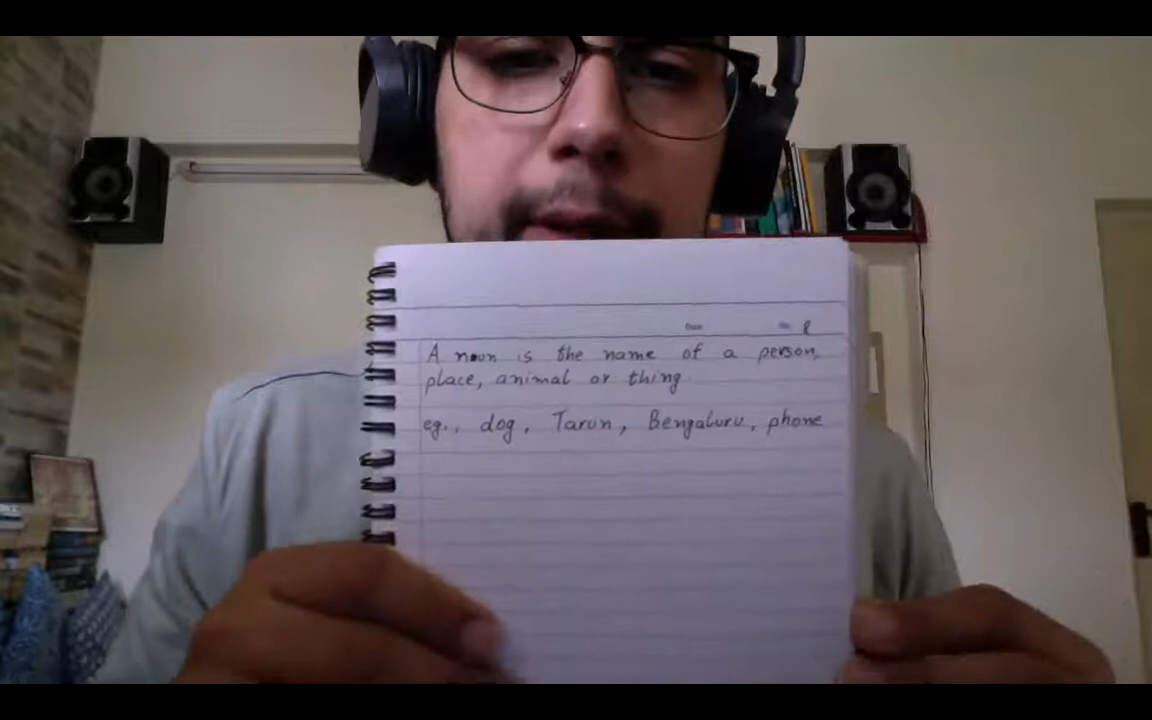 A noun is the name of a person,
place, animal or thing
eg., dog, Tarun, Bengaluru, phone